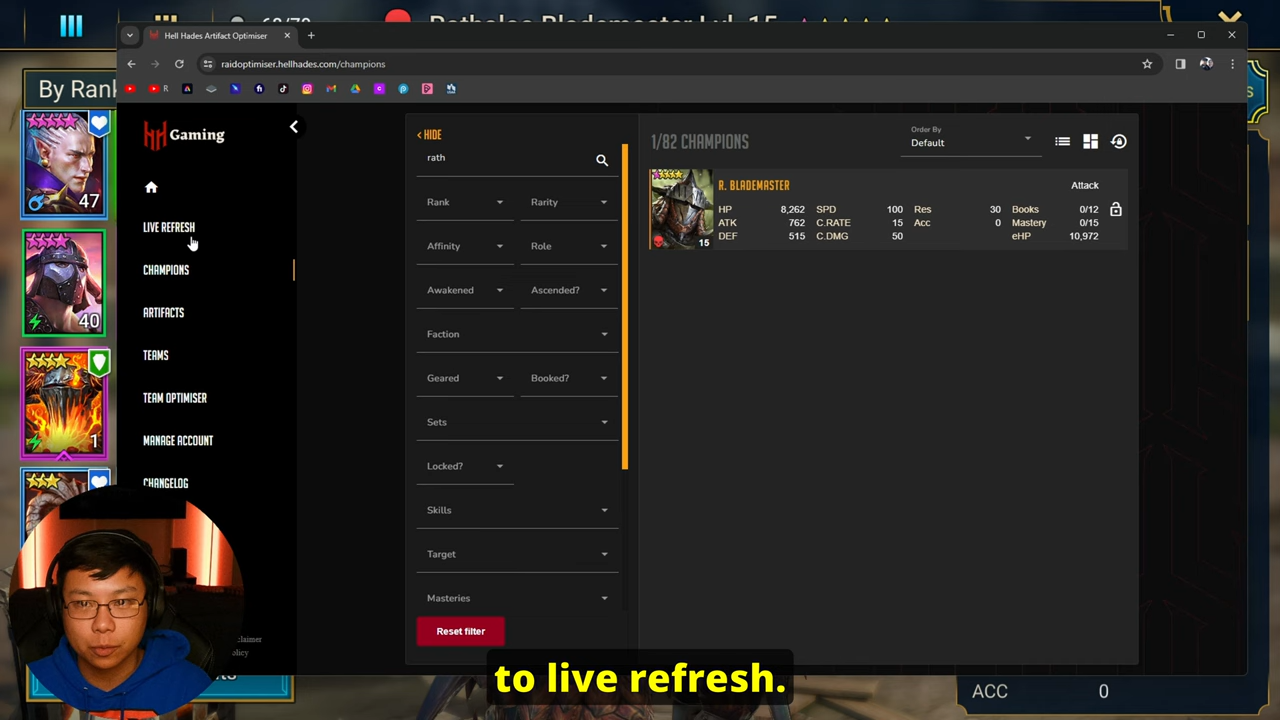 Hell Hades Artifact Optimiser
raidoptimiser.hellhades.com/champions
R
By Rank
47
40
1
Gaming
LIVE REFRESH
CHAMPIONS
ARTIFACTS
TEAMS
TEAM OPTIMISER
MANAGE ACCOUNT
CHANGELOG
HIDE
rath
Rank
Rarity
Affinity
Role
Awakened
Ascended?
Faction
Geared
Booked?
Sets
Locked?
Skills
Target
Masteries
Reset filter
1/82 CHAMPIONS
Order By
Default
R. BLADEMASTER
Attack
HP 8,262 SPD 100 Res 30 Books 0/12
ATK 762 C.RATE 15 Acc 0 Mastery 0/15
DEF 515 C.DMG 50 eHP 10,972
15
to live refresh.
ACC 0